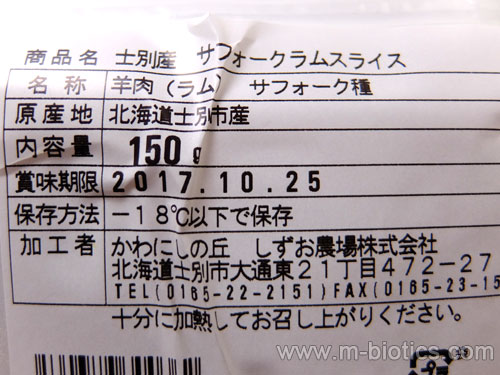 商品名 士別産 サフォークラムスライス
名称 羊肉（ラム） サフォーク種
原産地 北海道士別市産
内容量 150g
賞味期限 2017.10.25
保存方法 －18℃以下で保存
加工者 かわにしの丘 しずお農場株式会社
北海道士別市大通東21丁目472-27
TEL(0165-22-2151)FAX(0165-23-15
十分に加熱してお召し上がりください。
www.m-biotics.com